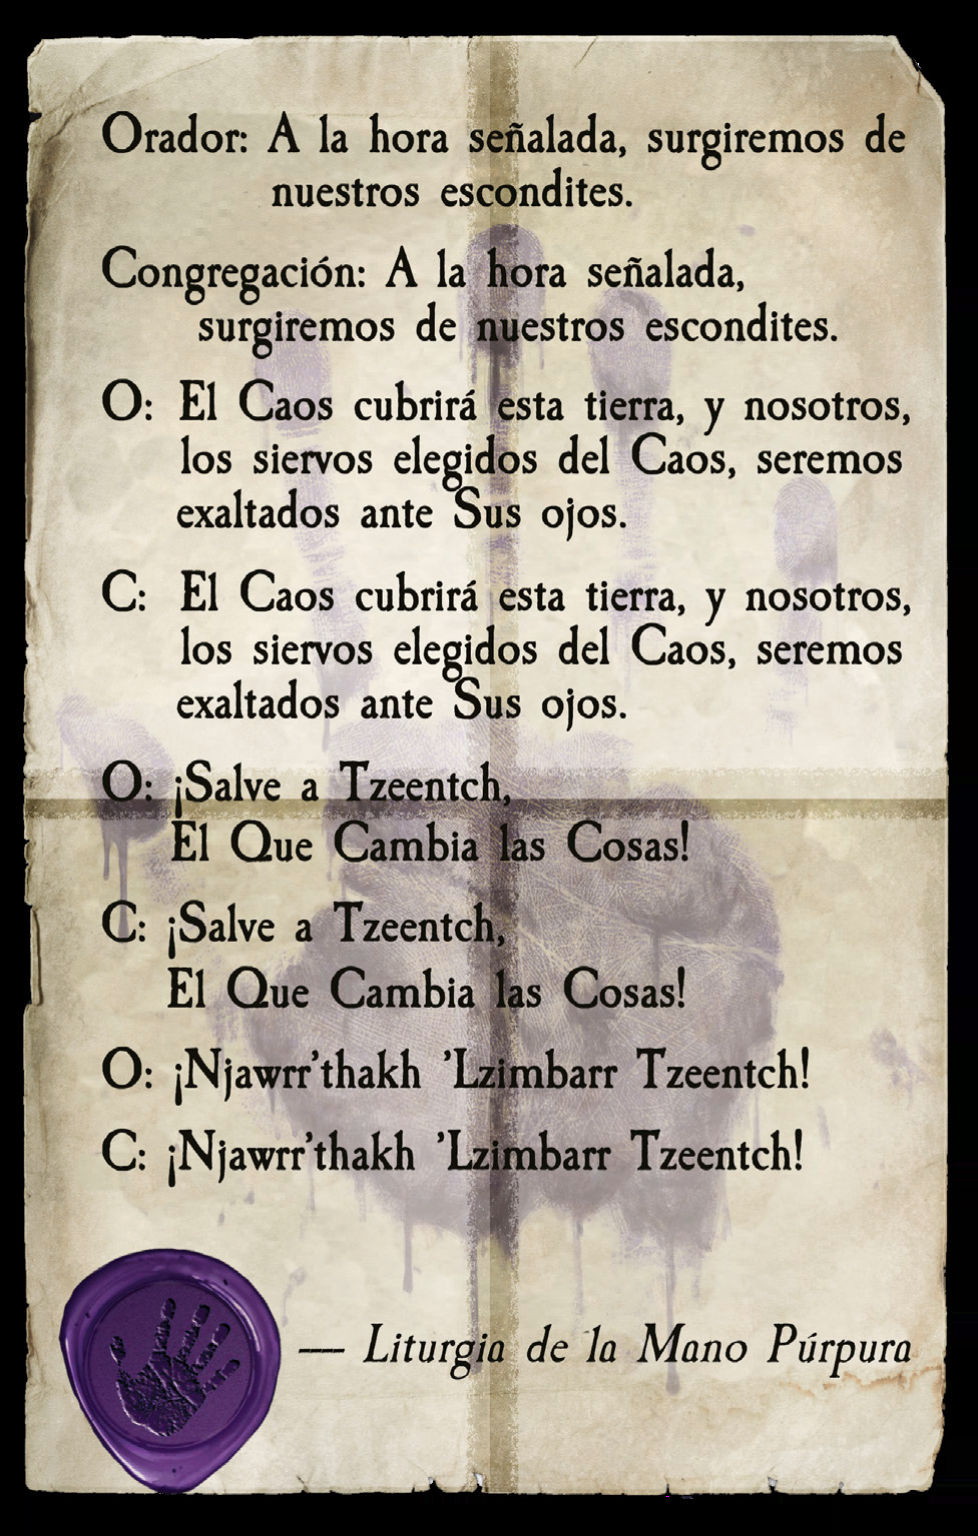 Orador: A la hora señalada, surgiremos de
nuestros escondites.
Congregación: A la hora señalada,
surgiremos de nuestros escondites.
O: El Caos cubrirá esta tierra, y nosotros,
los siervos elegidos del Caos, seremos
exaltados ante Sus ojos.
C: El Caos cubrirá esta tierra, y nosotros,
los siervos elegidos del Caos, seremos
exaltados ante Sus ojos.
O: ¡Salve a Tzeentch,
El Que Cambia las Cosas!
C: ¡Salve a Tzeentch,
El Que Cambia las Cosas!
O: ¡Njawrr’thakh ’Lzimbarr Tzeentch!
C: ¡Njawrr’thakh ’Lzimbarr Tzeentch!
— Liturgia de la Mano Púrpura